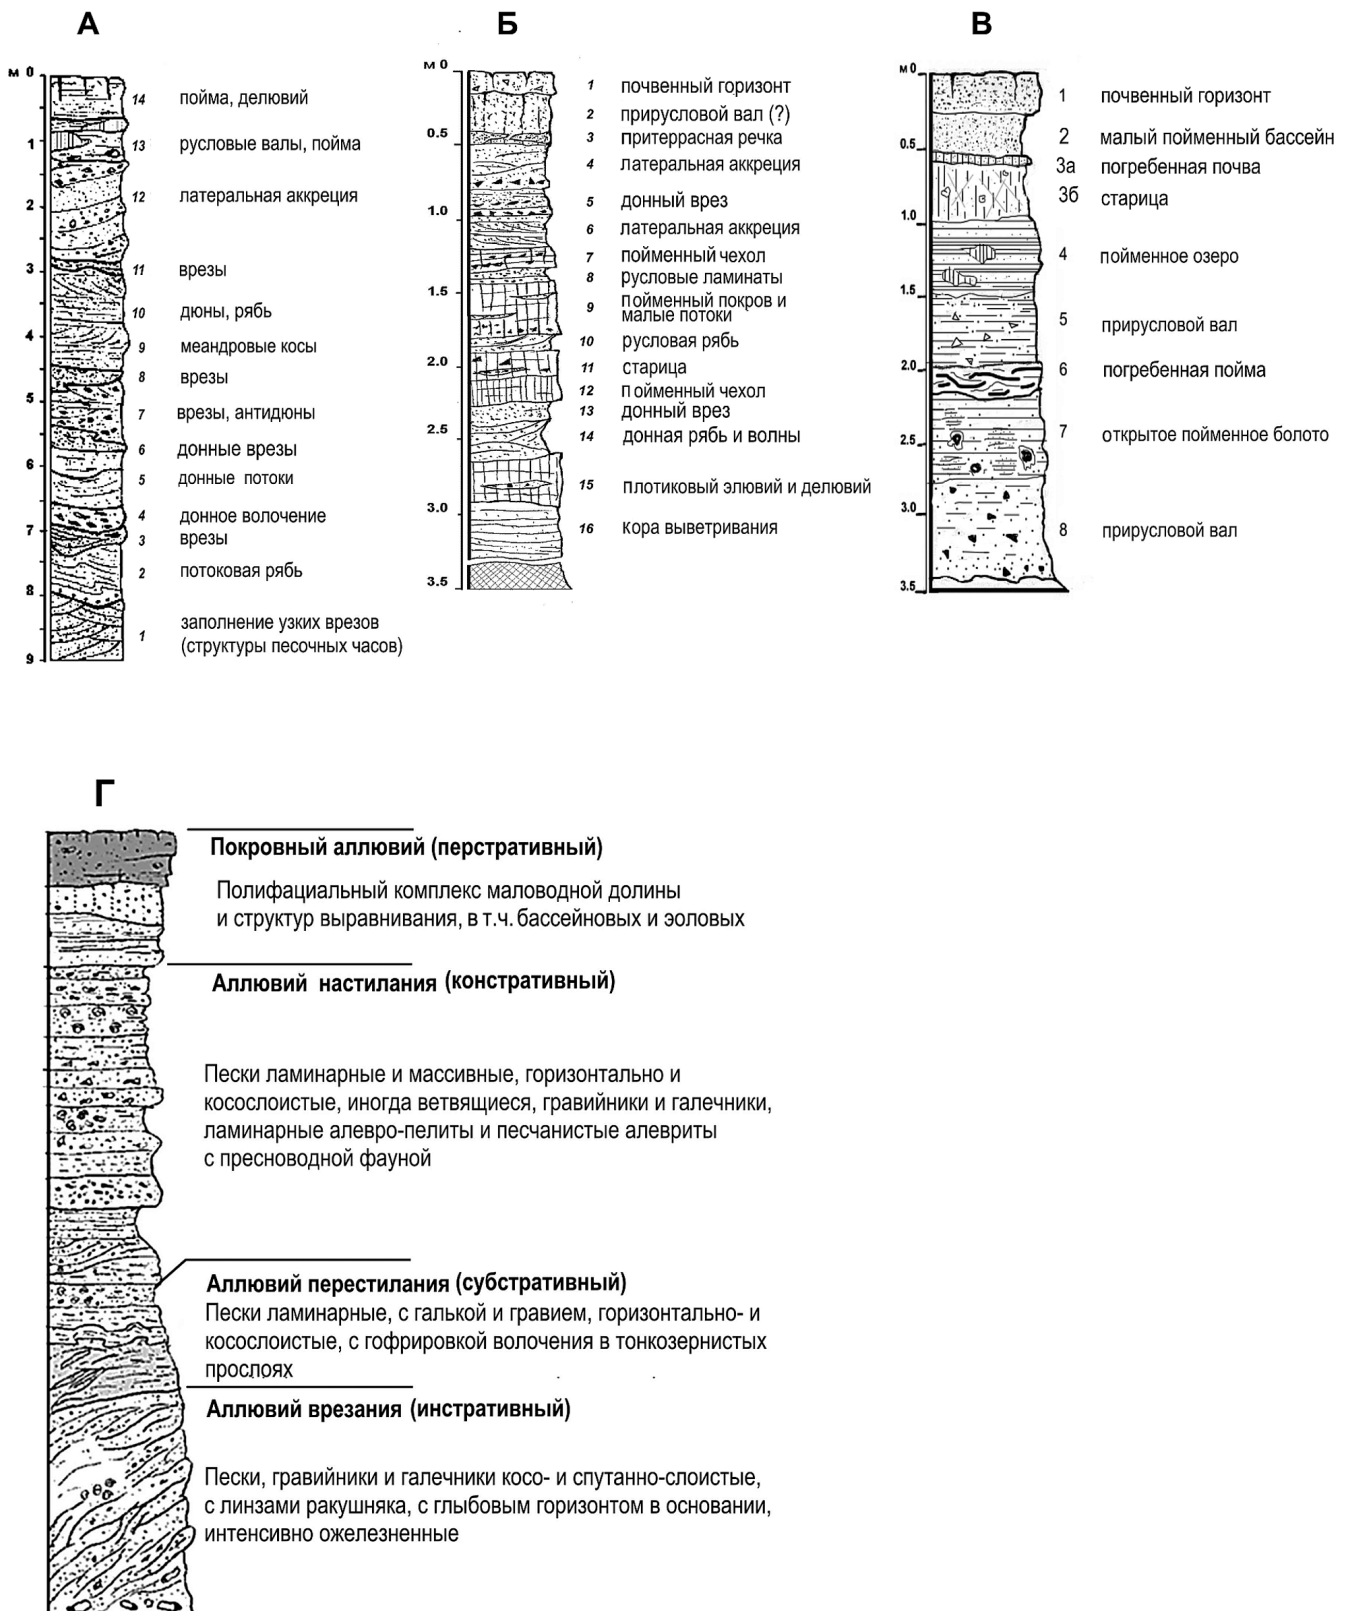 А
м 0
1
2
3
4
5
6
7
8
9
14 пойма, делювий
13 русловые валы, пойма
12 латеральная аккреция
11 врезы
10 дюны, рябь
9 меандровые косы
8 врезы
7 врезы, антидюны
6 донные врезы
5 донные потоки
4 донное волочение
3 врезы
2 потоковая рябь
1 заполнение узких врезов
(структуры песочных часов)
Б
м 0
0.5
1.0
1.5
2.0
2.5
3.0
3.5
1 почвенный горизонт
2 прирусловой вал (?)
3 притеррасная речка
4 латеральная аккреция
5 донный врез
6 латеральная аккреция
7 пойменный чехол
8 русловые ламинаты
9 пойменный покров и
малые потоки
10 русловая рябь
11 старица
12 пойменный чехол
13 донный врез
14 донная рябь и волны
15 плотиковый элювий и делювий
16 кора выветривания
В
м 0
0.5
1.0
1.5
2.0
2.5
3.0
3.5
1 почвенный горизонт
2 малый пойменный бассейн
3а погребенная почва
3б старица
4 пойменное озеро
5 прирусловой вал
6 погребенная пойма
7 открытое пойменное болото
8 прирусловой вал
Г
Покровный аллювий (перстративный)
Полифациальный комплекс маловодной долины
и структур выравнивания, в т.ч. бассейновых и эоловых
Аллювий настилания (констративный)
Пески ламинарные и массивные, горизонтально и
косослоистые, иногда ветвящиеся, гравийники и галечники,
ламинарные алевро-пелиты и песчанистые алевриты
с пресноводной фауной
Аллювий перестилания (субстративный)
Пески ламинарные, с галькой и гравием, горизонтально- и
косослоистые, с гофрировкой волочения в тонкозернистых
прослоях
Аллювий врезания (инстративный)
Пески, гравийники и галечники косо- и спутанно-слоистые,
с линзами ракушняка, с глыбовым горизонтом в основании,
интенсивно ожелезненные